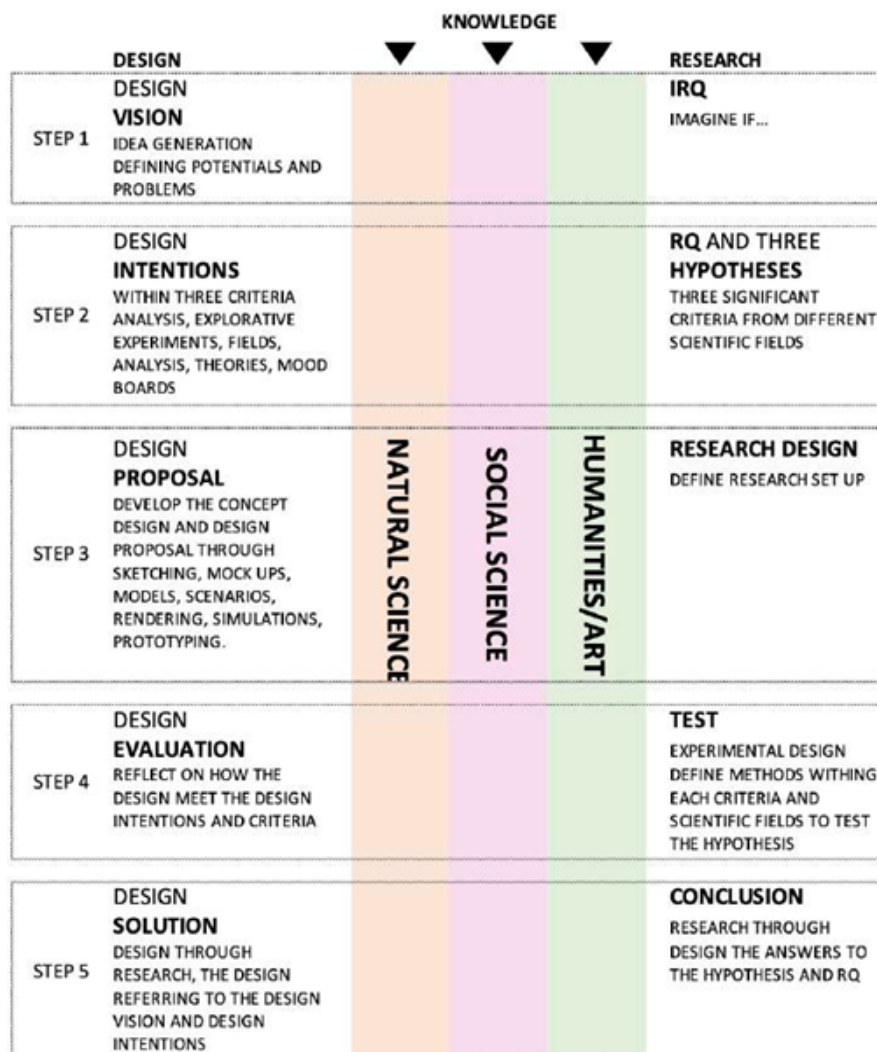 KNOWLEDGE
DESIGN
RESEARCH
STEP 1
DESIGN
VISION
IDEA GENERATION
DEFINING POTENTIALS AND
PROBLEMS
IRQ
IMAGINE IF...
STEP 2
DESIGN
INTENTIONS
WITHIN THREE CRITERIA
ANALYSIS, EXPLORATIVE
EXPERIMENTS, FIELDS,
ANALYSIS, THEORIES, MOOD
BOARDS
RQ AND THREE
HYPOTHESES
THREE SIGNIFICANT
CRITERIA FROM DIFFERENT
SCIENTIFIC FIELDS
STEP 3
DESIGN
PROPOSAL
DEVELOP THE CONCEPT
DESIGN AND DESIGN
PROPOSAL THROUGH
SKETCHING, MOCK UPS,
MODELS, SCENARIOS,
RENDERING, SIMULATIONS,
PROTOTYPING.
NATURAL SCIENCE
SOCIAL SCIENCE
HUMANITIES/ART
RESEARCH DESIGN
DEFINE RESEARCH SET UP
STEP 4
DESIGN
EVALUATION
REFLECT ON HOW THE
DESIGN MEET THE DESIGN
INTENTIONS AND CRITERIA
TEST
EXPERIMENTAL DESIGN
DEFINE METHODS WITHING
EACH CRITERIA AND
SCIENTIFIC FIELDS TO TEST
THE HYPOTHESIS
STEP 5
DESIGN
SOLUTION
DESIGN THROUGH
RESEARCH, THE DESIGN
REFERRING TO THE DESIGN
VISION AND DESIGN
INTENTIONS
CONCLUSION
RESEARCH THROUGH
DESIGN THE ANSWERS TO
THE HYPOTHESIS AND RQ